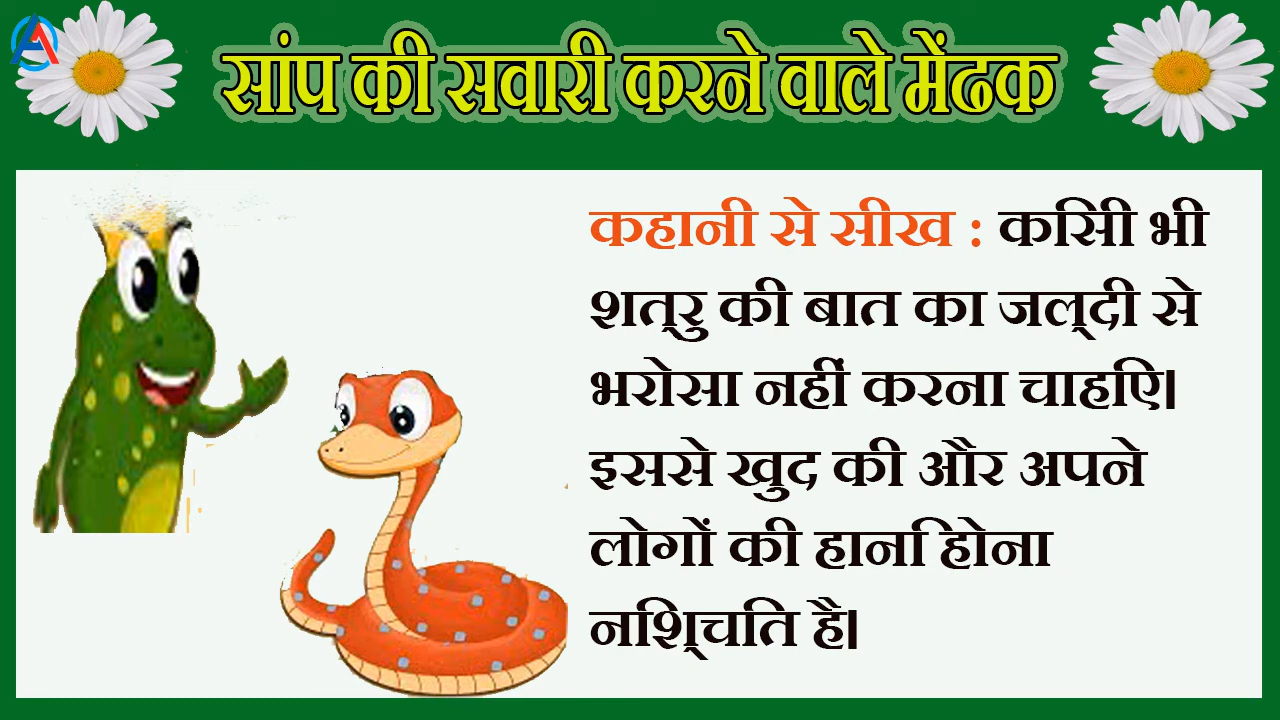 सांप की सवारी करने वाले मेंढक
कहानी से सीख : किसी भी
शत्रु की बात का जल्दी से
भरोसा नहीं करना चाहिए।
इससे खुद की और अपने
लोगों की हानि होना
निश्चित है।